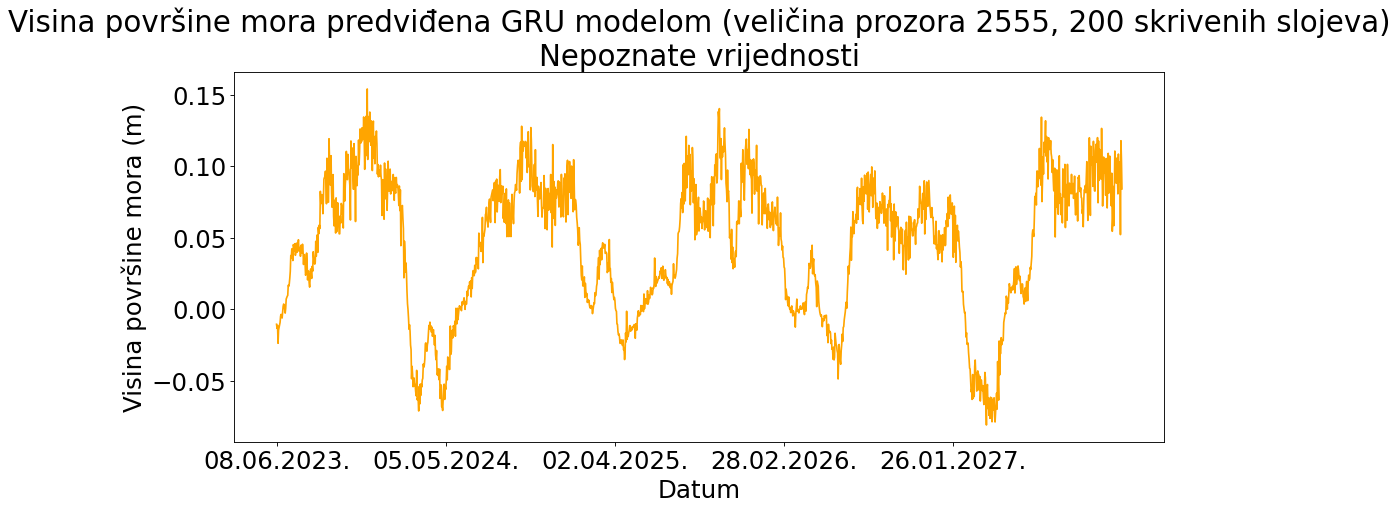 Visina površine mora predviđena GRU modelom (veličina prozora 2555, 200 skrivenih slojeva)
Nepoznate vrijednosti
Visina površine mora (m)
0.15
0.10
0.05
0.00
−0.05
08.06.2023. 05.05.2024. 02.04.2025. 28.02.2026. 26.01.2027.
Datum